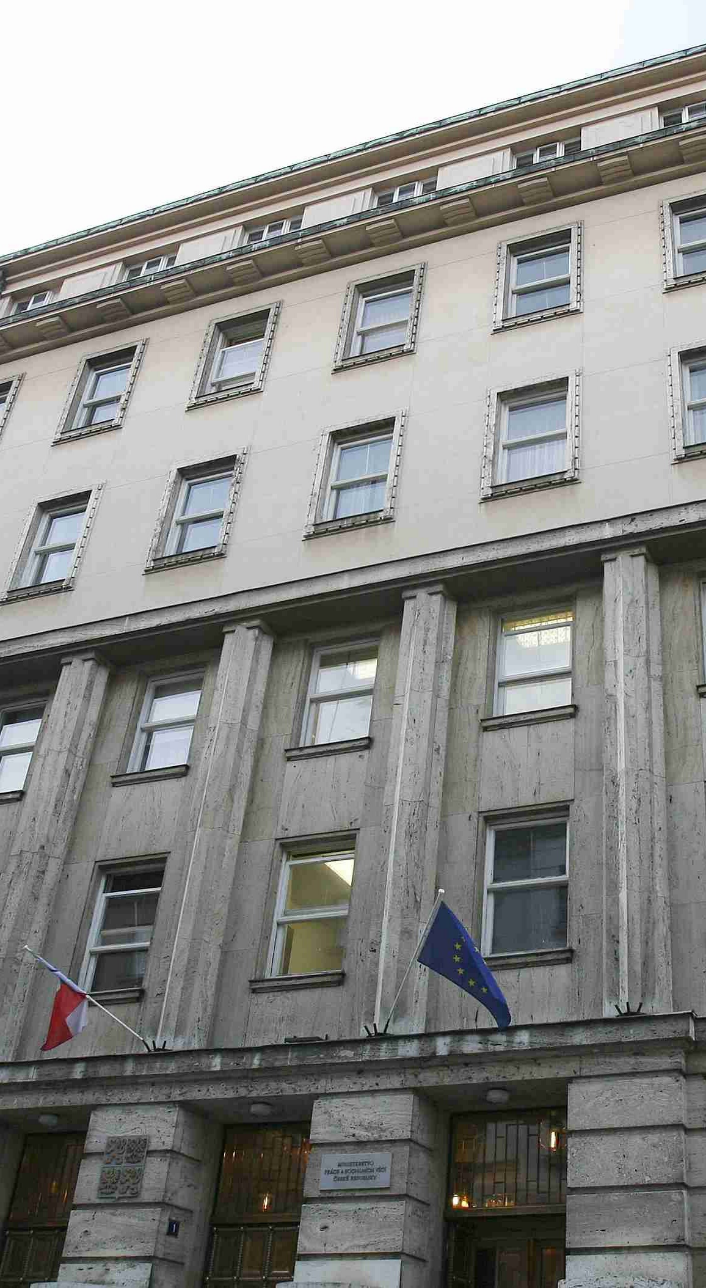 MINISTERSTVO
PRÁCE A SOCIÁLNÍCH VĚCÍ
ČESKÉ REPUBLIKY
1